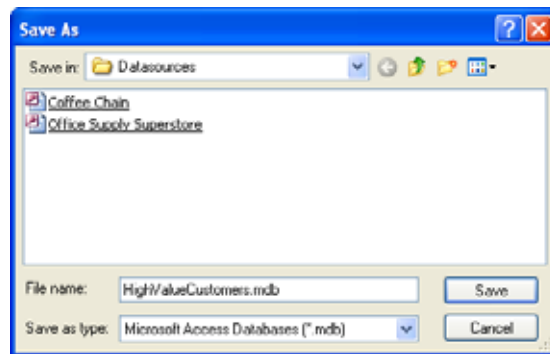 Save As
Save in: Datasources
Coffee Chain
Office Supply Superstore
File name: HighValueCustomers.mdb Save
Save as type: Microsoft Access Databases (*.mdb) Cancel